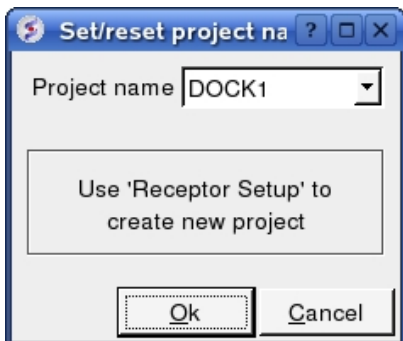 Set/reset project na
Project name DOCK1
Use 'Receptor Setup' to
create new project
Ok Cancel